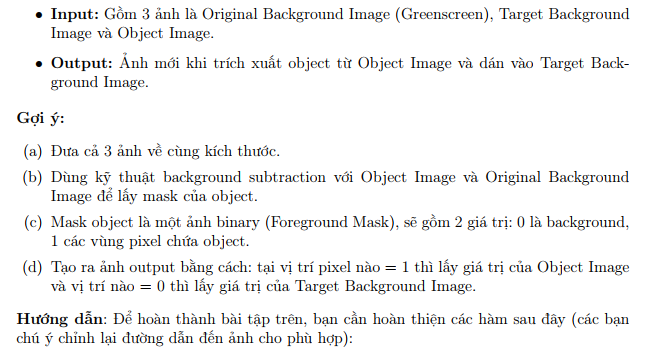 • Input: Gồm 3 ảnh là Original Background Image (Greenscreen), Target Background
Image và Object Image.
• Output: Ảnh mới khi trích xuất object từ Object Image và dán vào Target Back-
ground Image.
Gợi ý:
(a) Đưa cả 3 ảnh về cùng kích thước.
(b) Dùng kỹ thuật background subtraction với Object Image và Original Background
Image để lấy mask của object.
(c) Mask object là một ảnh binary (Foreground Mask), sẽ gồm 2 giá trị: 0 là background,
1 các vùng pixel chứa object.
(d) Tạo ra ảnh output bằng cách: tại vị trí pixel nào = 1 thì lấy giá trị của Object Image
và vị trí nào = 0 thì lấy giá trị của Target Background Image.
Hướng dẫn: Để hoàn thành bài tập trên, bạn cần hoàn thiện các hàm sau đây (các bạn
chú ý chỉnh lại đường dẫn đến ảnh cho phù hợp):